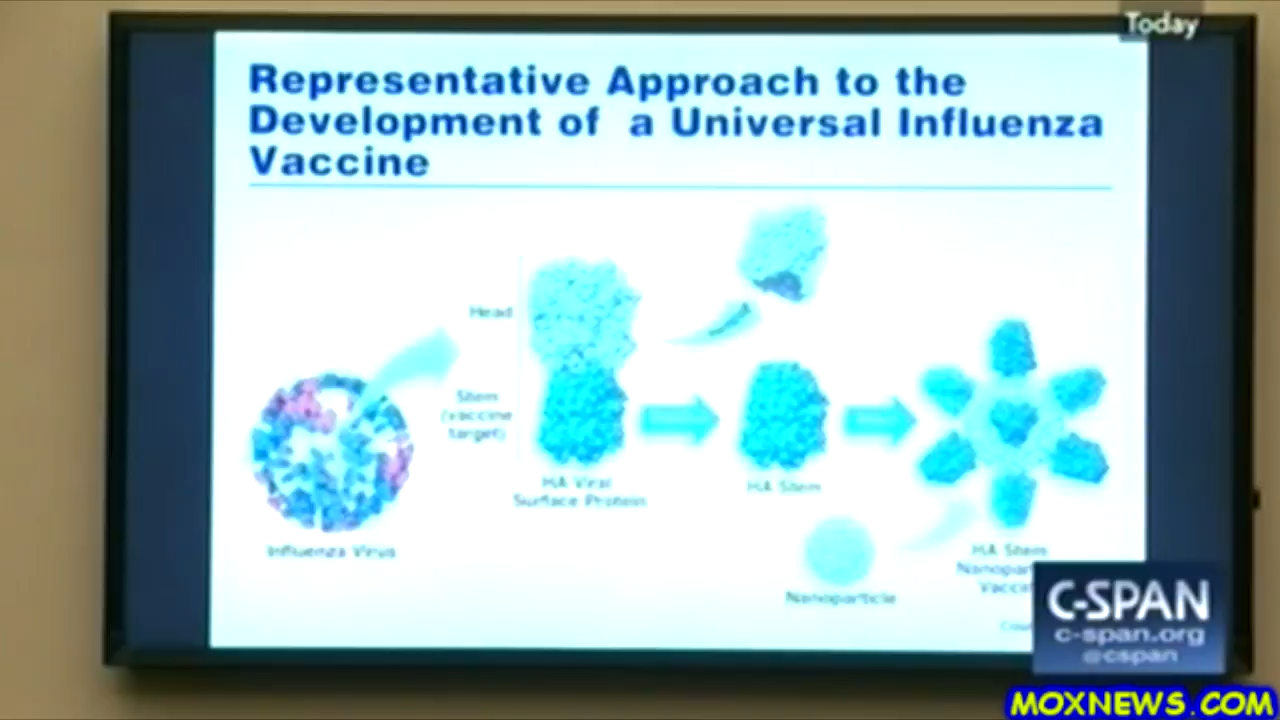 Today
Representative Approach to the
Development of a Universal Influenza
Vaccine
Head
Stem
(vaccine
target)
HA Viral
Surface Protein
HA Stem
Influenza Virus
Nanoparticle
HA Stem
C-SPAN
c-span.org
@cspan
MOXNEWS.COM